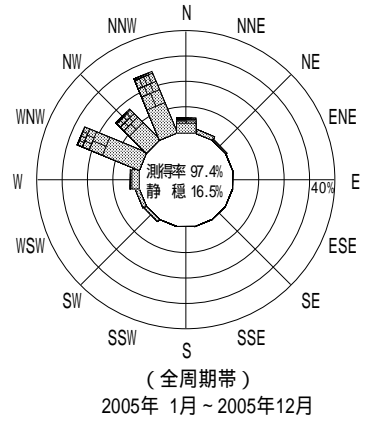 N
NNW NNE
NW NE
WNW ENE
測得率 97.4%
静 穏 16.5%
W 40% E
WSW ESE
SW SE
SSW SSE
S
(全周期帯)
2005年 1月~2005年12月